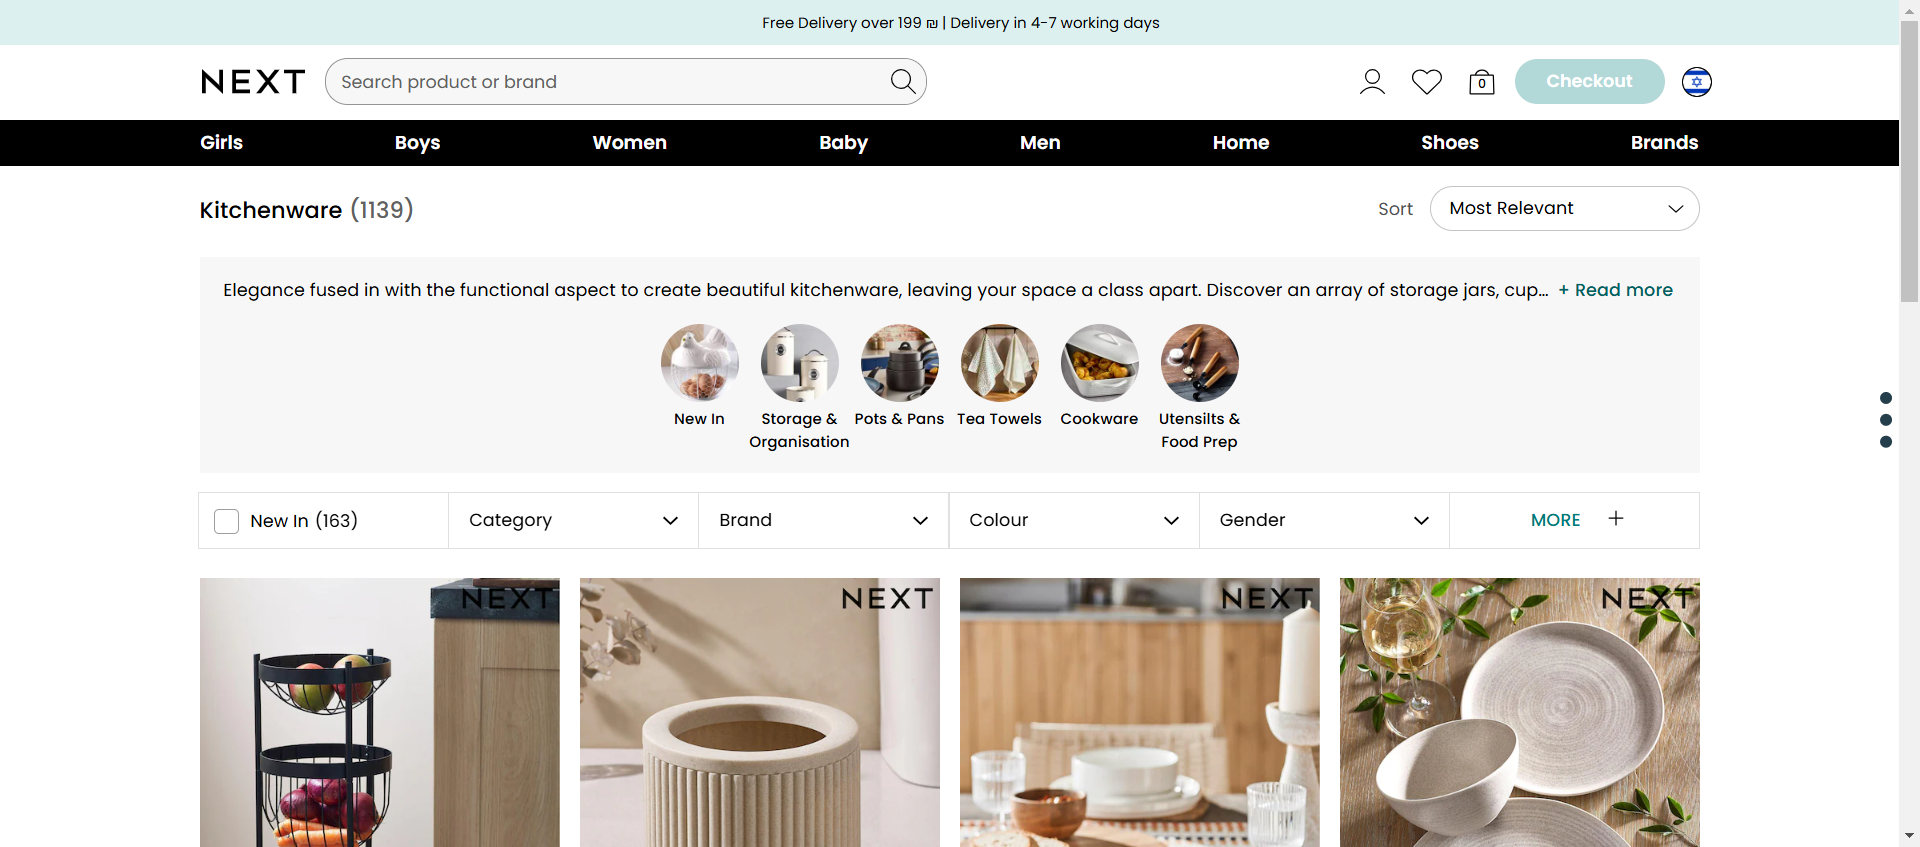 Free Delivery over 199 ₪ | Delivery in 4-7 working days
NEXT
Search product or brand
0
Checkout
Girls
Boys
Women
Baby
Men
Home
Shoes
Brands
Kitchenware (1139)
Sort
Most Relevant
Elegance fused in with the functional aspect to create beautiful kitchenware, leaving your space a class apart. Discover an array of storage jars, cup... + Read more
New In
Storage &
Organisation
Pots & Pans
Tea Towels
Cookware
Utensilts &
Food Prep
New In (163)
Category
Brand
Colour
Gender
MORE +
NEXT
NEXT
NEXT
NEXT